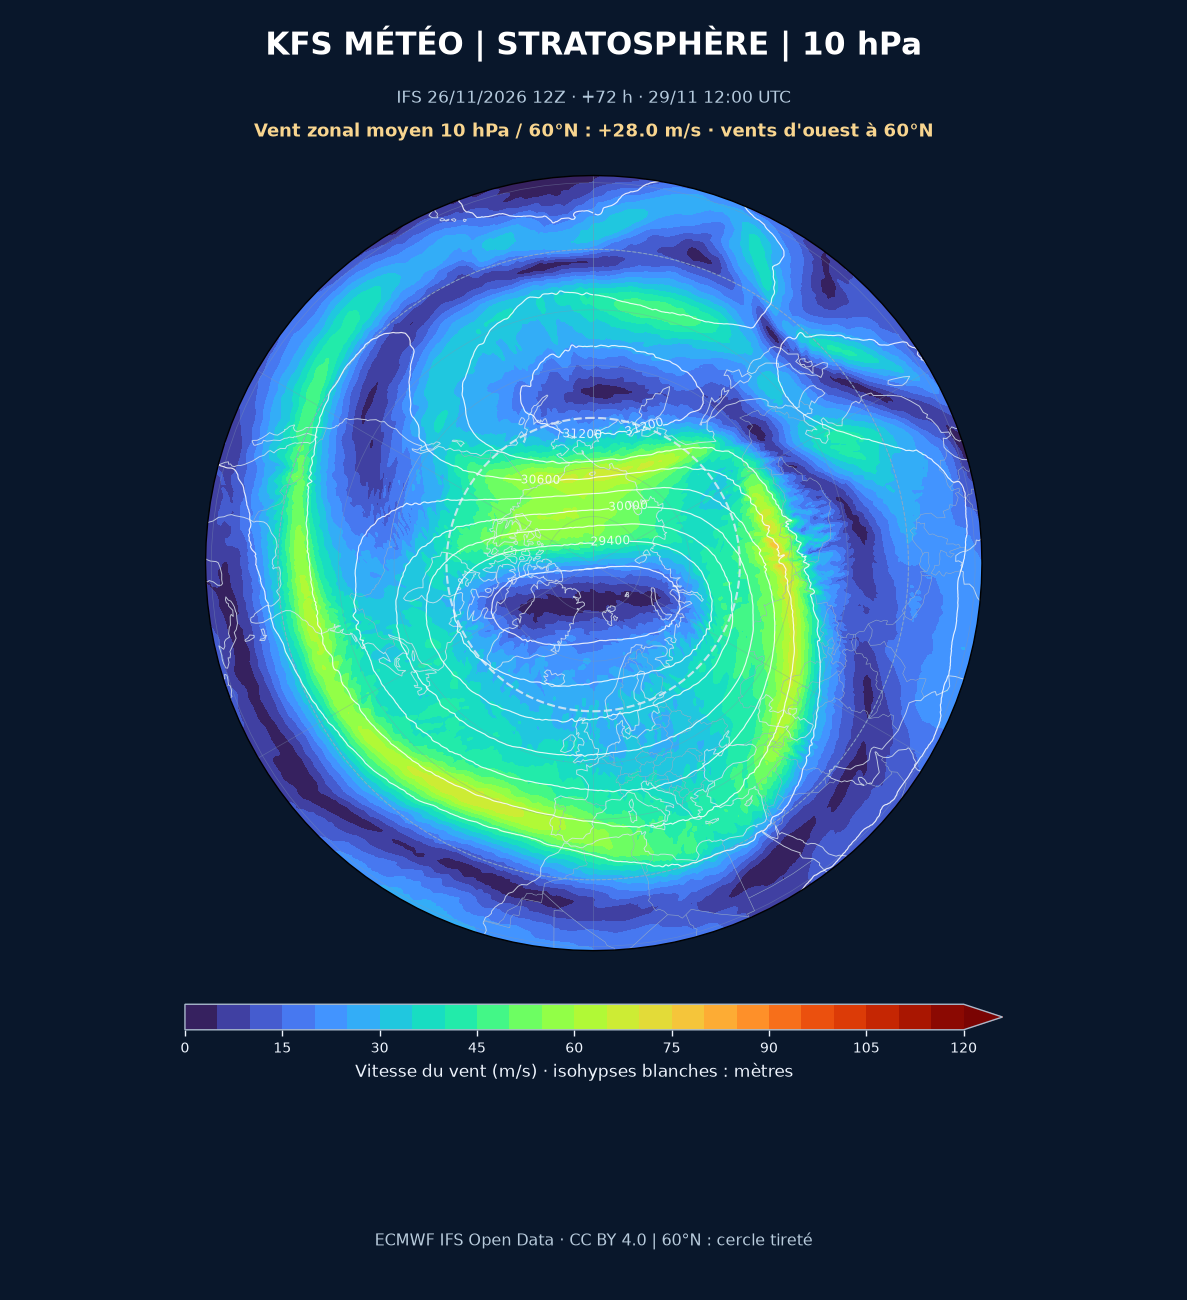 KFS MÉTÉO | STRATOSPHÈRE | 10 hPa
IFS 26/11/2026 12Z · +72 h · 29/11 12:00 UTC
Vent zonal moyen 10 hPa / 60°N : +28.0 m/s · vents d'ouest à 60°N
31200 31200
30600
30000
29400
0 15 30 45 60 75 90 105 120
Vitesse du vent (m/s) · isohypses blanches : mètres
ECMWF IFS Open Data · CC BY 4.0 | 60°N : cercle tireté